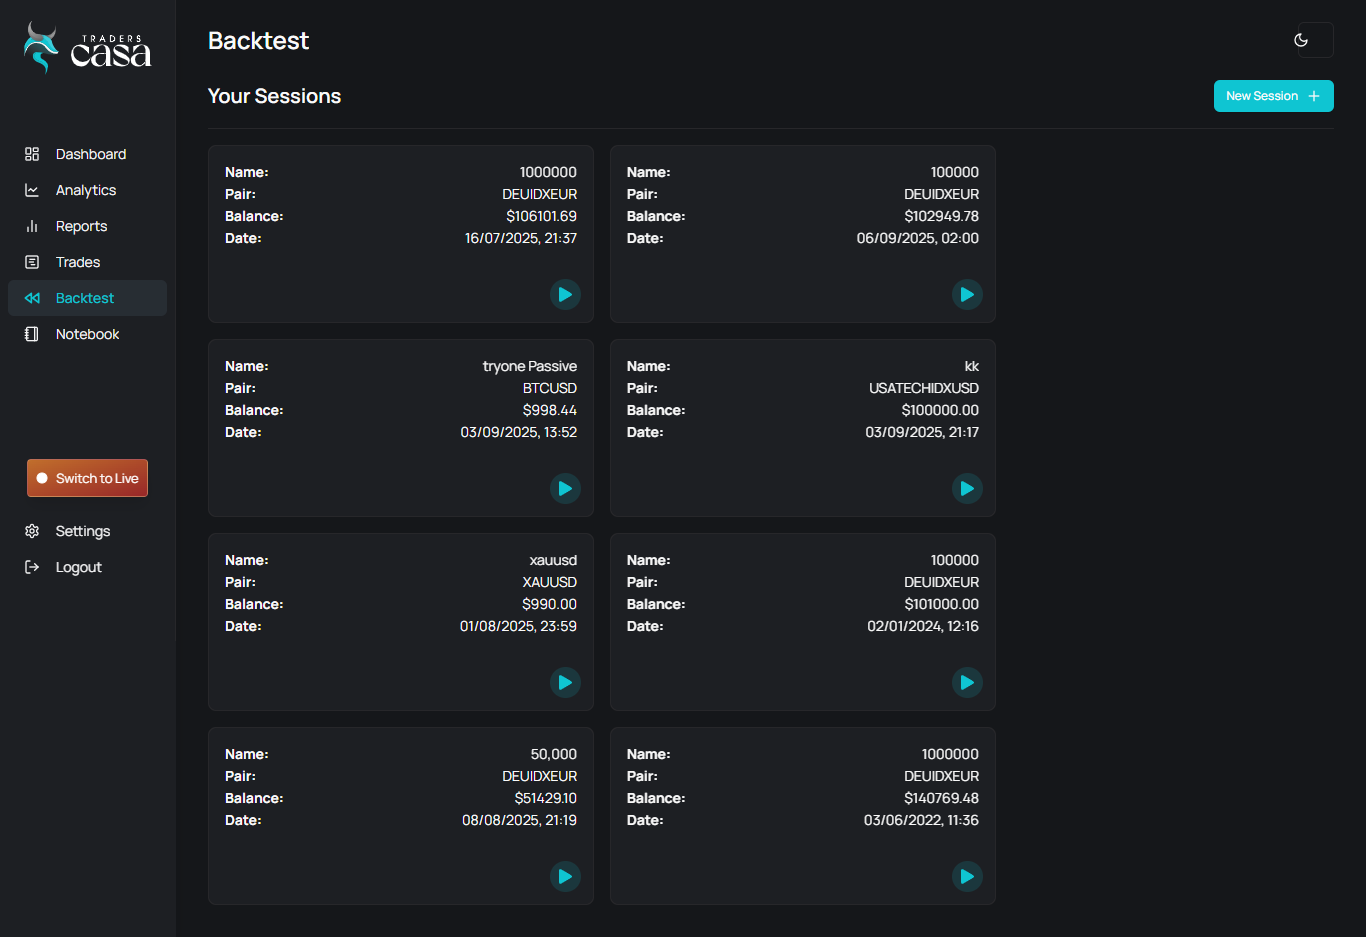 TRADERS
casa
Dashboard
Analytics
Reports
Trades
Backtest
Notebook
Switch to Live
Settings
Logout
Backtest
Your Sessions
New Session +
Name: 1000000
Pair: DEUIDXEUR
Balance: $106101.69
Date: 16/07/2025, 21:37
Name: 100000
Pair: DEUIDXEUR
Balance: $102949.78
Date: 06/09/2025, 02:00
Name: tryone Passive
Pair: BTCUSD
Balance: $998.44
Date: 03/09/2025, 13:52
Name: kk
Pair: USATECHIDXUSD
Balance: $100000.00
Date: 03/09/2025, 21:17
Name: xauusd
Pair: XAUUSD
Balance: $990.00
Date: 01/08/2025, 23:59
Name: 100000
Pair: DEUIDXEUR
Balance: $101000.00
Date: 02/01/2024, 12:16
Name: 50,000
Pair: DEUIDXEUR
Balance: $51429.10
Date: 08/08/2025, 21:19
Name: 1000000
Pair: DEUIDXEUR
Balance: $140769.48
Date: 03/06/2022, 11:36